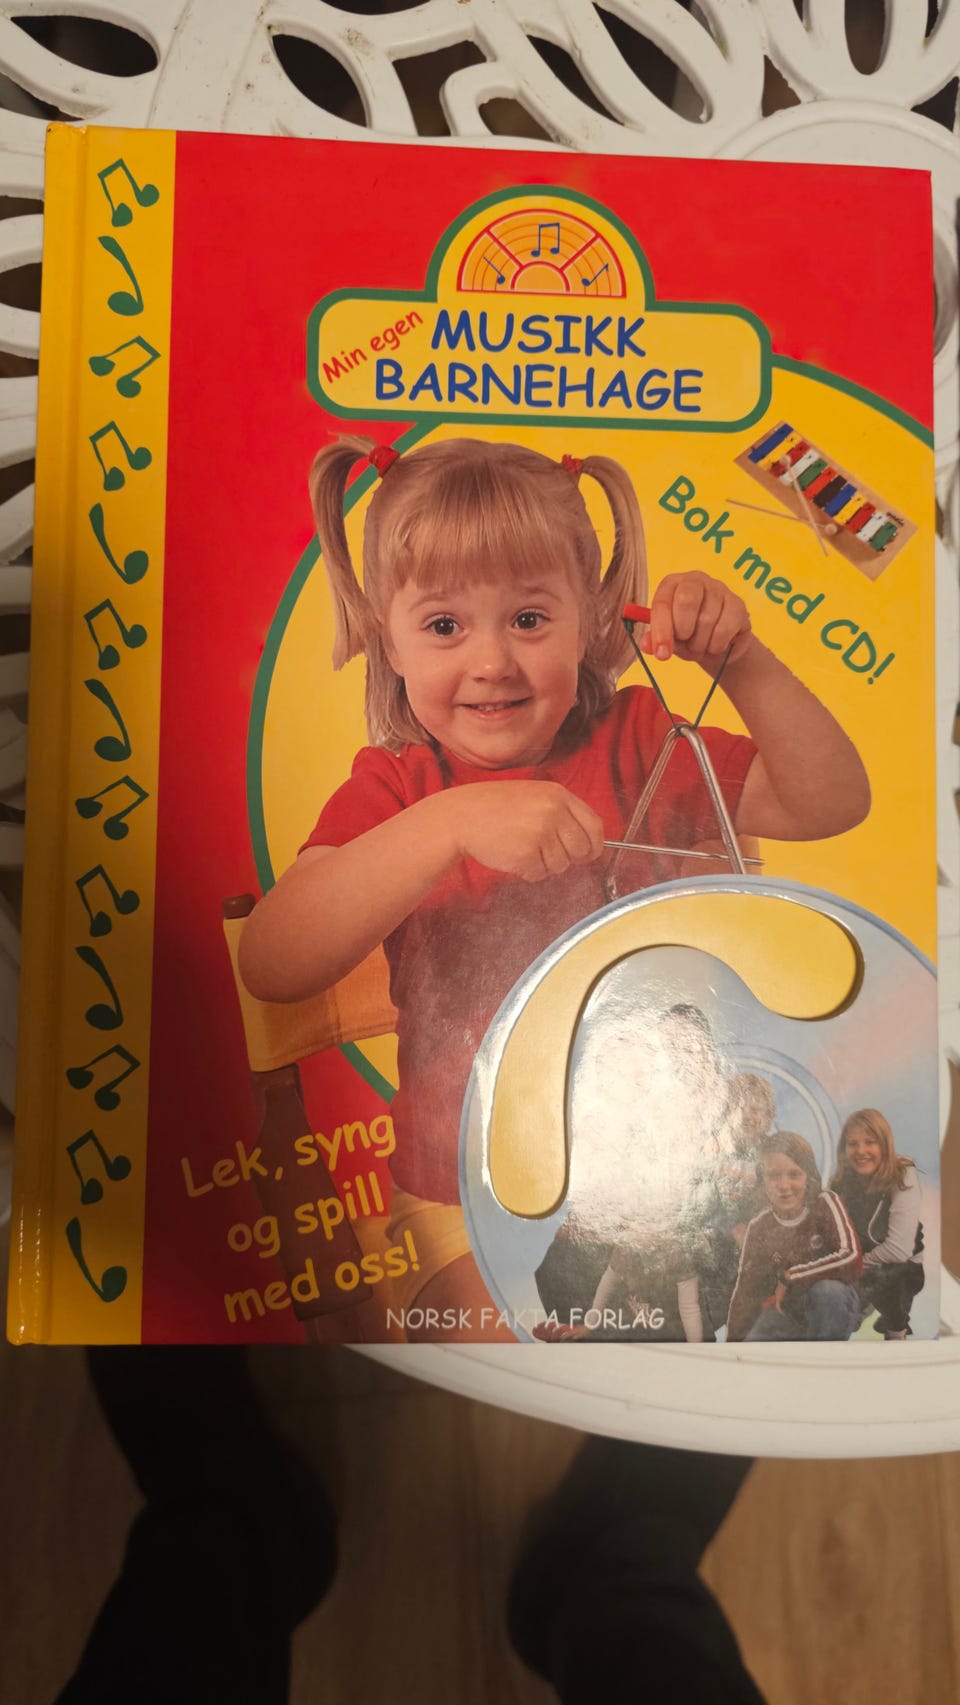 Min egen
MUSIKK
BARNEHAGE
Bok med CD!
Lek, syng
og spill
med oss!
NORSK FAKTA FORLAG